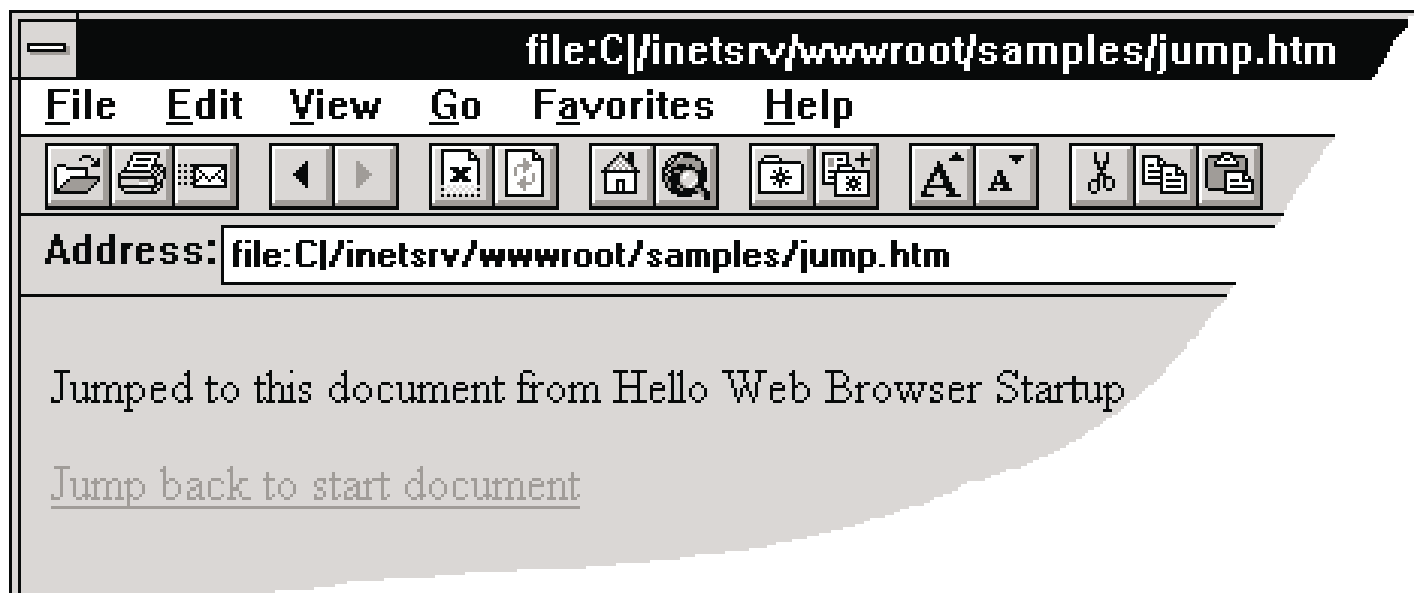 file:C|/inetsrv/wwwroot/samples/jump.htm
File Edit View Go Favorites Help
A A
Address: file:C|/inetsrv/wwwroot/samples/jump.htm
Jumped to this document from Hello Web Browser Startup
Jump back to start document